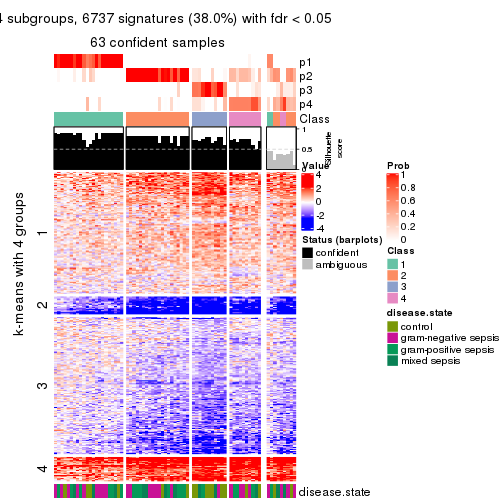 4 subgroups, 6737 signatures (38.0%) with fdr < 0.05
63 confident samples
p1
p2
p3
p4
Class
1
0.5
0
Silhouette
score
k-means with 4 groups
1
2
3
4
disease.state
Value
4
2
0
-2
-4
Status (barplots)
confident
ambiguous
Prob
1
0.8
0.6
0.4
0.2
0
Class
1
2
3
4
disease.state
control
gram-negative sepsis
gram-positive sepsis
mixed sepsis